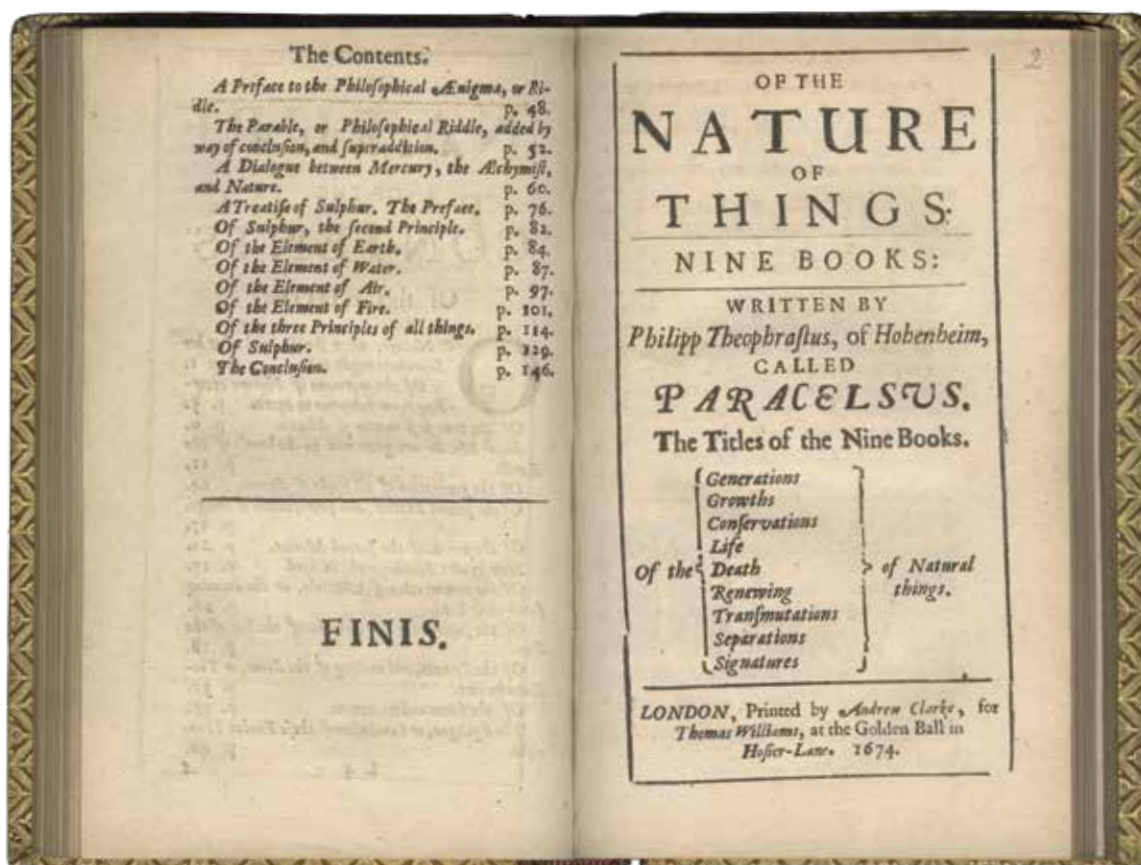 The Contents.
A Preface to the Philoſophical Ænigma, or Ri-
dle. p. 48.
The Parable, or Philoſophical Riddle, added by
way of concluſion, and ſupraaddition. p. 52.
A Dialogue between Mercury, the Æchymiſt,
and Nature. p. 60.
A Treatiſe of Sulphur. The Preface. p. 76.
Of Sulphur, the ſecond Principle. p. 82.
Of the Element of Earth. p. 84.
Of the Element of Water. p. 87.
Of the Element of Air. p. 97.
Of the Element of Fire. p. 101.
Of the three Principles of all things. p. 114.
Of Sulphur. p. 129.
The Concluſion. p. 146.
FINIS.
2
OF THE
NATURE
OF
THINGS:
NINE BOOKS:
WRITTEN BY
Philipp Theophraſtus, of Hohenheim,
CALLED
PARACELSUS.
The Titles of the Nine Books.
Generations
Growths
Conſervations
Life
Of the Death of Natural
Renewing things.
Tranſmutations
Separations
Signatures
LONDON, Printed by Andrew Clarke, for
Thomas Williams, at the Golden Ball in
Hoſier-Lane. 1674.